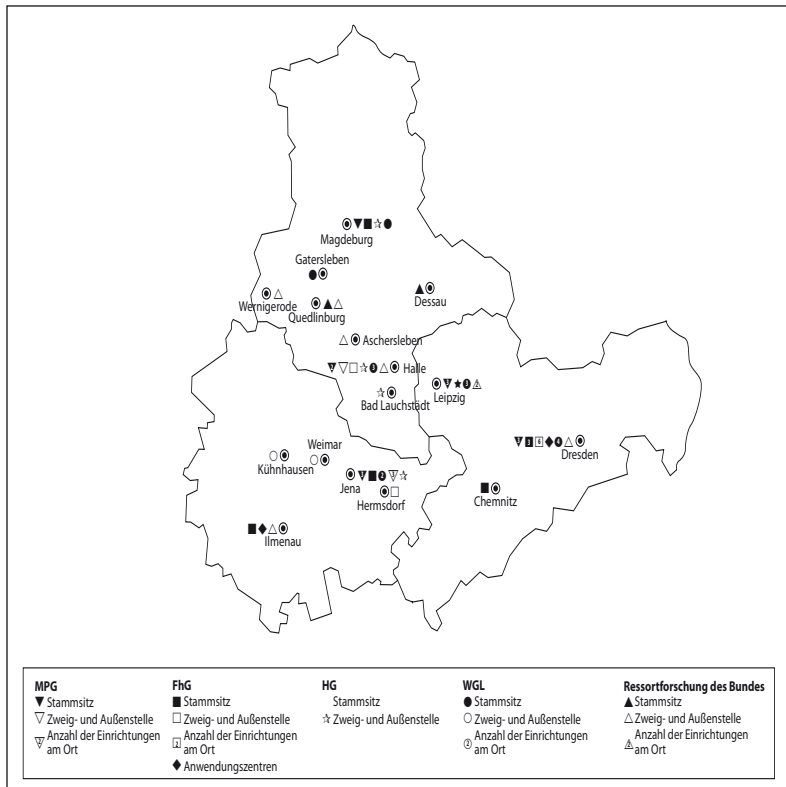 Magdeburg
Gatersleben
Wernigerode
Quedlinburg
Dessau
Aschersleben
Halle
Bad Lauchstädt
Leipzig
Dresden
Chemnitz
Weimar
Kühnhausen
Jena
Hermsdorf
Ilmenau
MPG
Stammsitz
Zweig- und Außenstelle
Anzahl der Einrichtungen
am Ort
FhG
Stammsitz
Zweig- und Außenstelle
Anzahl der Einrichtungen
am Ort
Anwendungszentren
HG
Stammsitz
Zweig- und Außenstelle
WGL
Stammsitz
Zweig- und Außenstelle
Anzahl der Einrichtungen
am Ort
Ressortforschung des Bundes
Stammsitz
Zweig- und Außenstelle
Anzahl der Einrichtungen
am Ort